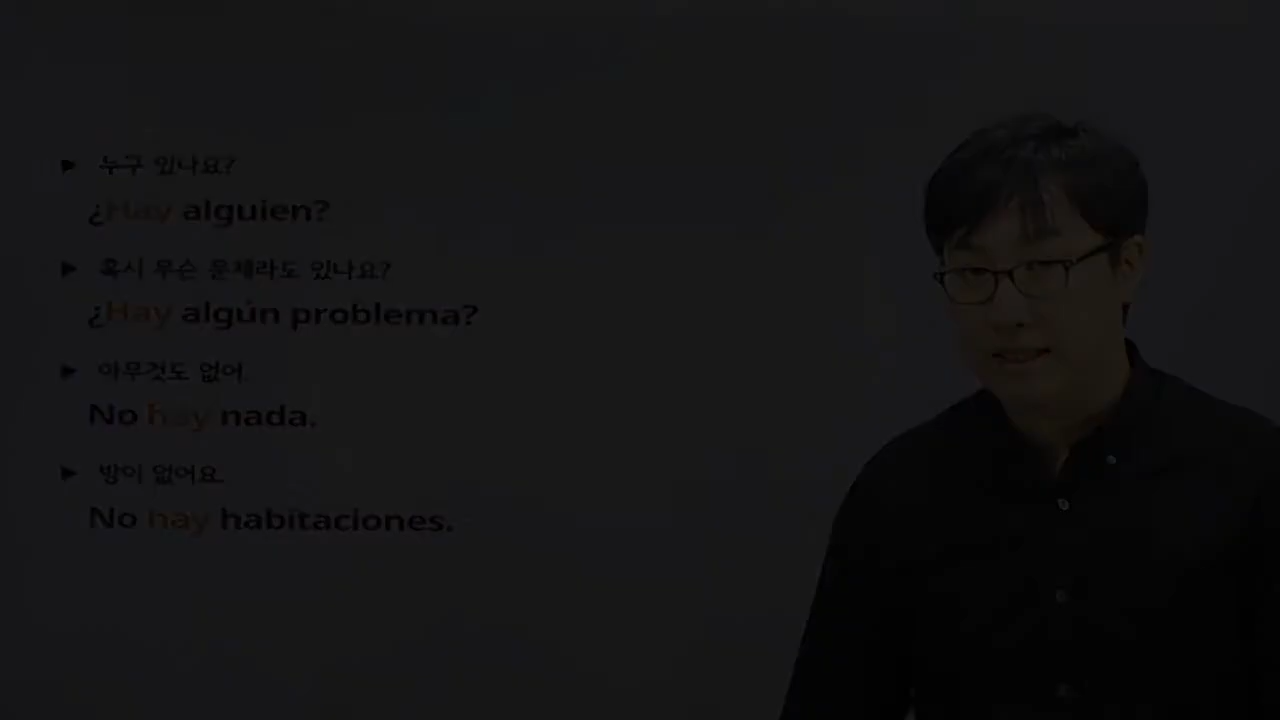 ▶ 누구 있나요?
¿Hay alguien?
▶ 혹시 무슨 문제라도 있나요?
¿Hay algún problema?
▶ 아무것도 없어.
No hay nada.
▶ 방이 없어요.
No hay habitaciones.